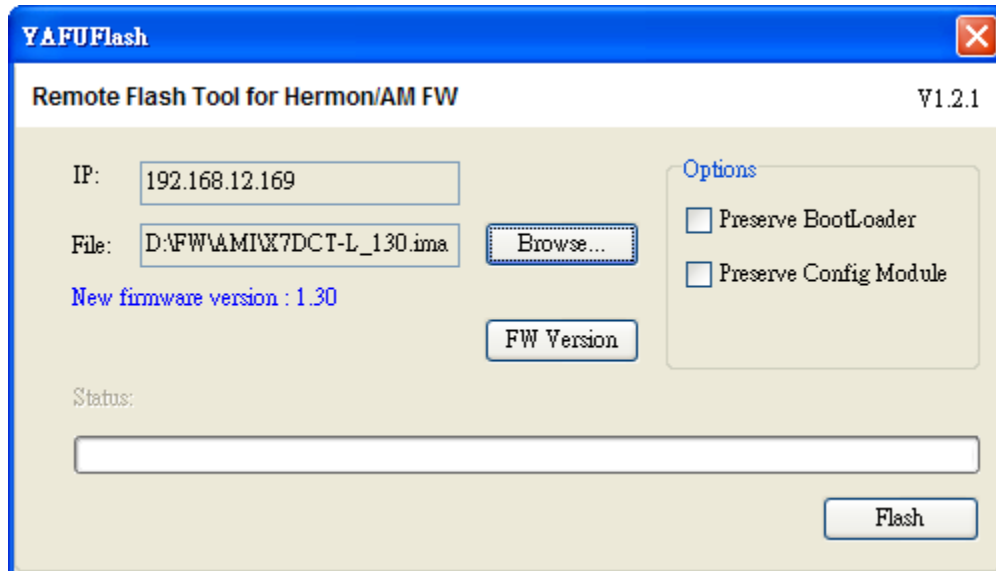 YAFUFlash
Remote Flash Tool for Hermon/AM FW V1.2.1
IP: 192.168.12.169
File: D:\FW\AMI\X7DCT-L_130.ima Browse...
New firmware version : 1.30
FW Version
Options
Preserve BootLoader
Preserve Config Module
Status:
Flash